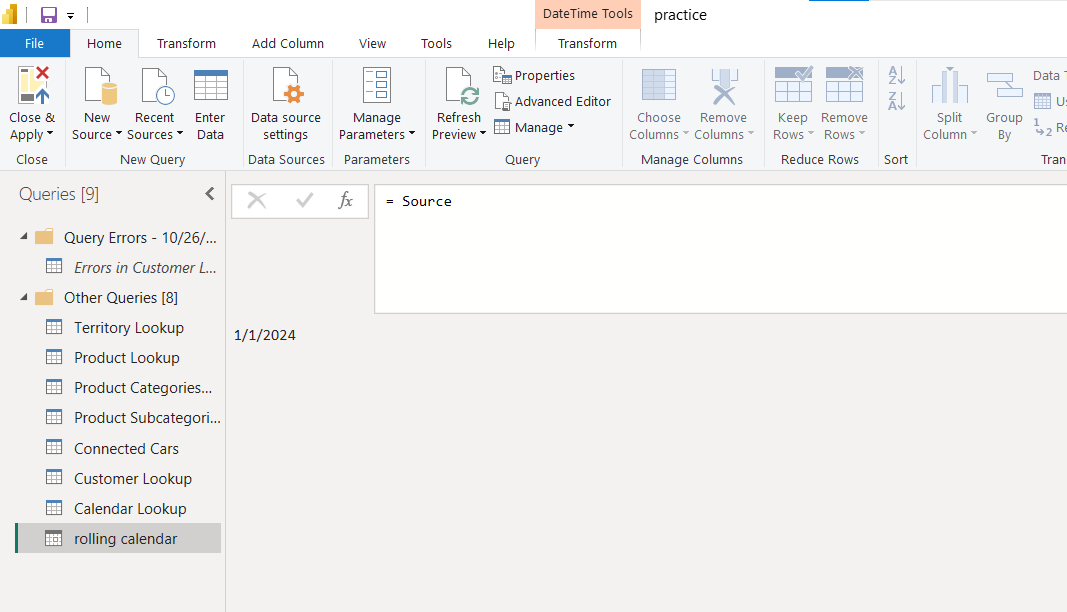 DateTime Tools
practice
File
Home
Transform
Add Column
View
Tools
Help
Transform
Close &
Apply
New
Source
Recent
Sources
Enter
Data
Data source
settings
Manage
Parameters
Refresh
Preview
Properties
Advanced Editor
Manage
Choose
Columns
Remove
Columns
Keep
Rows
Remove
Rows
A
Z
Z
A
Split
Column
Group
By
Data T
Us
1
2
Re
Close
New Query
Data Sources
Parameters
Query
Manage Columns
Reduce Rows
Sort
Tran
Queries [9]
fx
= Source
Query Errors - 10/26/...
Errors in Customer L...
Other Queries [8]
Territory Lookup
Product Lookup
Product Categories...
Product Subcategori...
Connected Cars
Customer Lookup
Calendar Lookup
rolling calendar
1/1/2024